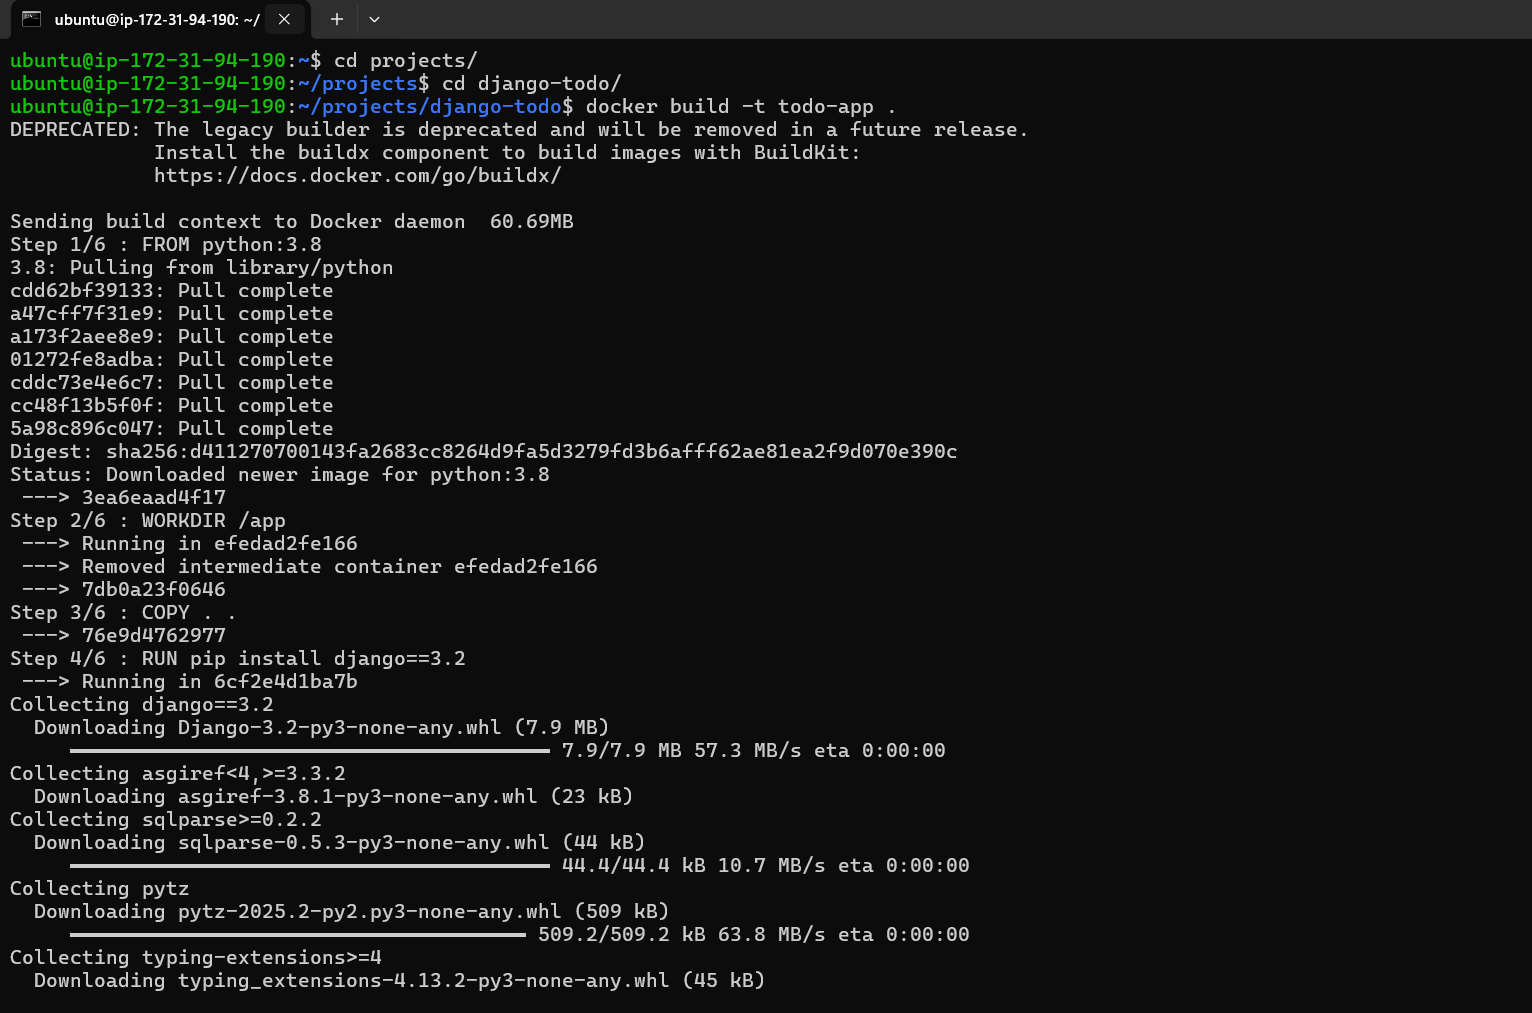 ubuntu@ip-172-31-94-190: ~/
ubuntu@ip-172-31-94-190:~$ cd projects/
ubuntu@ip-172-31-94-190:~/projects$ cd django-todo/
ubuntu@ip-172-31-94-190:~/projects/django-todo$ docker build -t todo-app .
DEPRECATED: The legacy builder is deprecated and will be removed in a future release.
            Install the buildx component to build images with BuildKit:
            https://docs.docker.com/go/buildx/
Sending build context to Docker daemon  60.69MB
Step 1/6 : FROM python:3.8
3.8: Pulling from library/python
cdd62bf39133: Pull complete
a47cff7f31e9: Pull complete
a173f2aee8e9: Pull complete
01272fe8adba: Pull complete
cddc73e4e6c7: Pull complete
cc48f13b5f0f: Pull complete
5a98c896c047: Pull complete
Digest: sha256:d411270700143fa2683cc8264d9fa5d3279fd3b6afff62ae81ea2f9d070e390c
Status: Downloaded newer image for python:3.8
 ---> 3ea6eaad4f17
Step 2/6 : WORKDIR /app
 ---> Running in efedad2fe166
 ---> Removed intermediate container efedad2fe166
 ---> 7db0a23f0646
Step 3/6 : COPY . .
 ---> 76e9d4762977
Step 4/6 : RUN pip install django==3.2
 ---> Running in 6cf2e4d1ba7b
Collecting django==3.2
  Downloading Django-3.2-py3-none-any.whl (7.9 MB)
     7.9/7.9 MB 57.3 MB/s eta 0:00:00
Collecting asgiref<4,>=3.3.2
  Downloading asgiref-3.8.1-py3-none-any.whl (23 kB)
Collecting sqlparse>=0.2.2
  Downloading sqlparse-0.5.3-py3-none-any.whl (44 kB)
     44.4/44.4 kB 10.7 MB/s eta 0:00:00
Collecting pytz
  Downloading pytz-2025.2-py2.py3-none-any.whl (509 kB)
     509.2/509.2 kB 63.8 MB/s eta 0:00:00
Collecting typing-extensions>=4
  Downloading typing_extensions-4.13.2-py3-none-any.whl (45 kB)